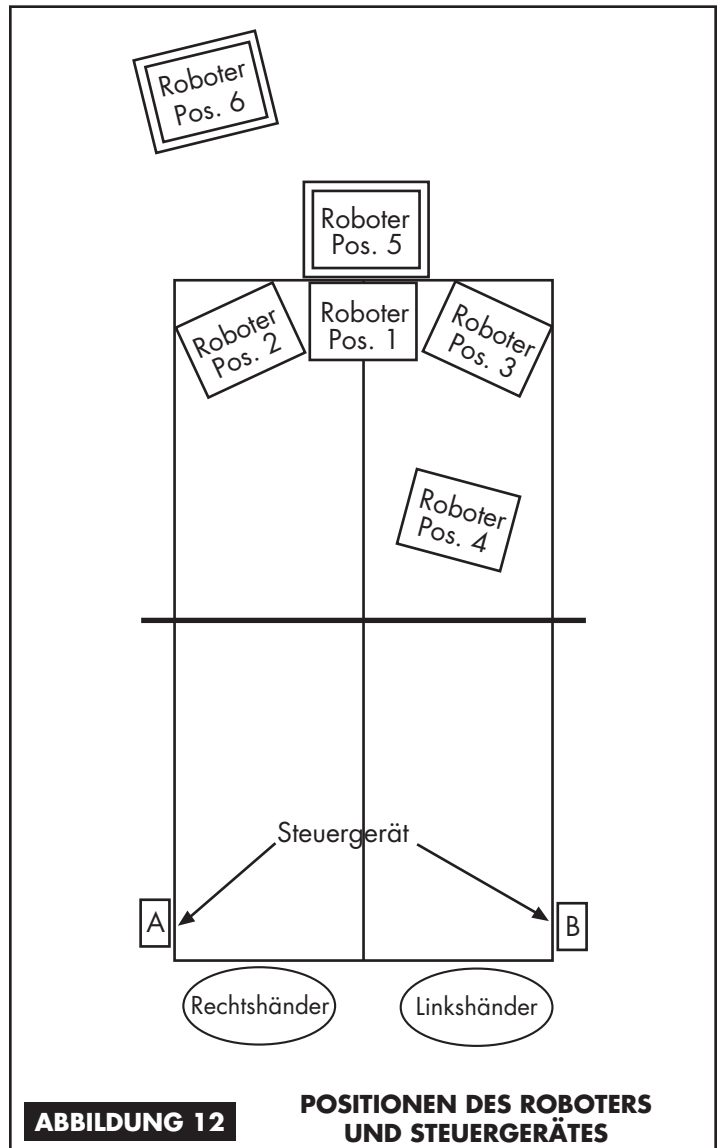 Roboter
Pos. 6
Roboter
Pos. 5
Roboter
Pos. 2
Roboter
Pos. 1
Roboter
Pos. 3
Roboter
Pos. 4
Steuergerät
A
B
Rechtshänder
Linkshänder
ABBILDUNG 12
POSITIONEN DES ROBOTERS
UND STEUERGERÄTES